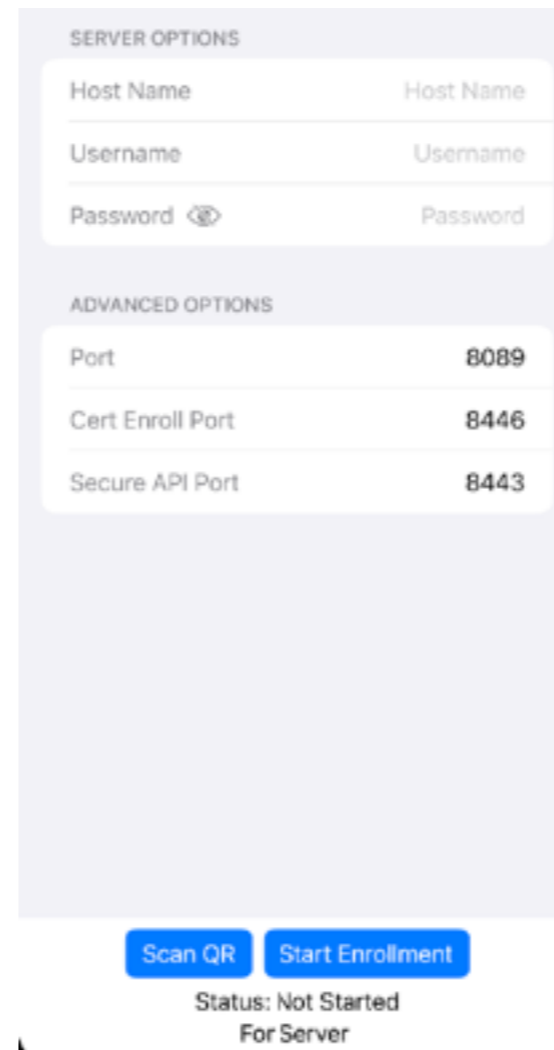 SERVER OPTIONS
Host Name Host Name
Username Username
Password Password
ADVANCED OPTIONS
Port 8089
Cert Enroll Port 8446
Secure API Port 8443
Scan QR Start Enrollment
Status: Not Started
For Server